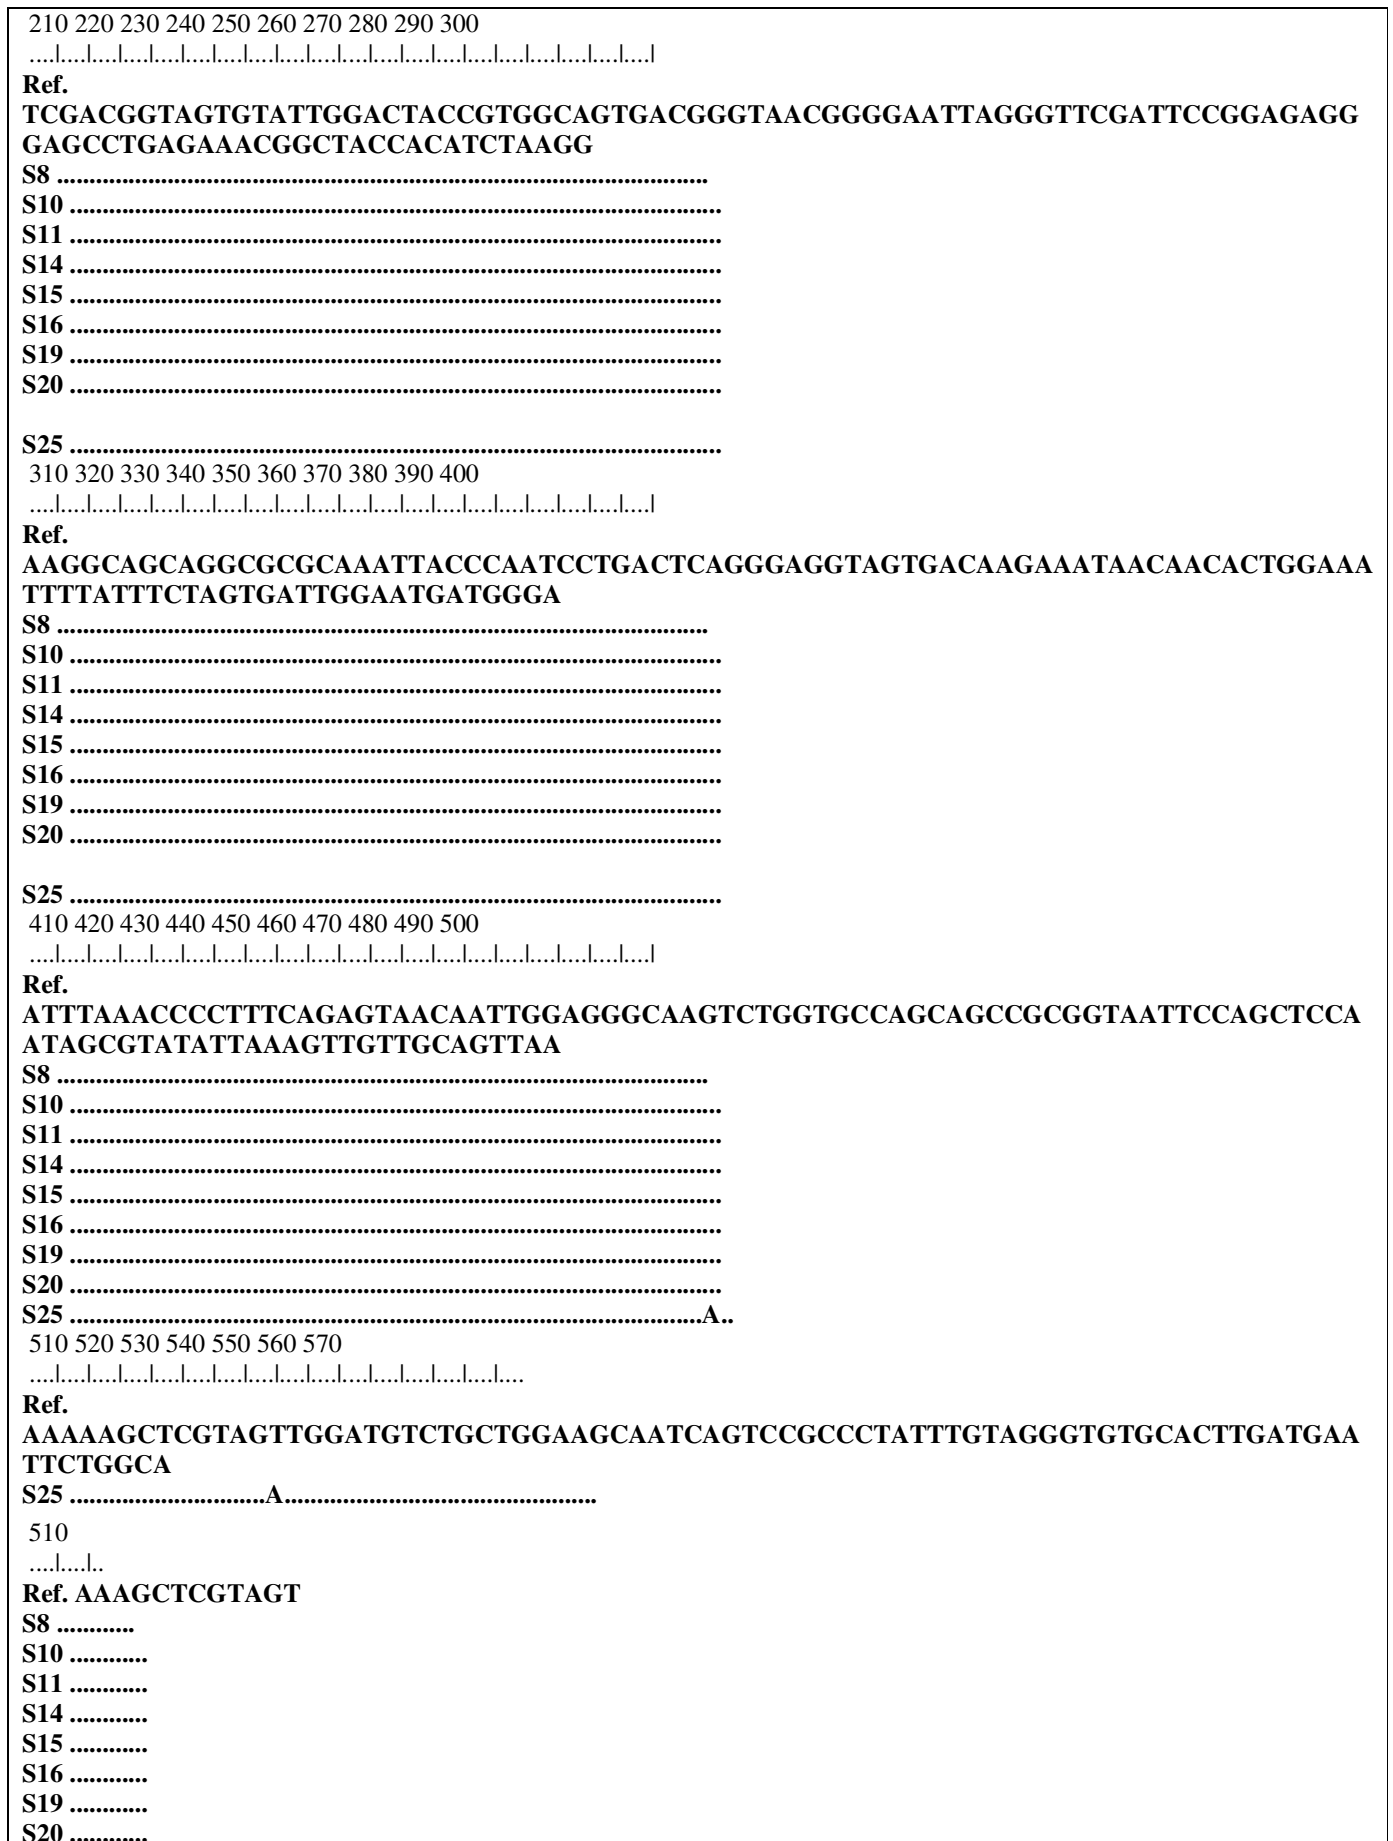 210 220 230 240 250 260 270 280 290 300
....|....|....|....|....|....|....|....|....|....|....|....|....|....|....|....|....|....|....|....|
Ref.
TCGACGGTAGTGTATTGGACTACCGTGGCAGTGACGGGTAACGGGGAATTAGGGTTCGATTCCGGAGAGG
GAGCCTGAGAAACGGCTACCACATCTAAGG
S8 ....................................................................................................
S10 ....................................................................................................
S11 ....................................................................................................
S14 ....................................................................................................
S15 ....................................................................................................
S16 ....................................................................................................
S19 ....................................................................................................
S20 ....................................................................................................
S25 ....................................................................................................
310 320 330 340 350 360 370 380 390 400
....|....|....|....|....|....|....|....|....|....|....|....|....|....|....|....|....|....|....|....|
Ref.
AAGGCAGCAGGCGCGCAAATTACCCAATCCTGACTCAGGGAGGTAGTGACAAGAAATAACAACACTGGAAA
TTTTATTTCTAGTGATTGGAATGATGGGA
S8 ....................................................................................................
S10 ....................................................................................................
S11 ....................................................................................................
S14 ....................................................................................................
S15 ....................................................................................................
S16 ....................................................................................................
S19 ....................................................................................................
S20 ....................................................................................................
S25 ....................................................................................................
410 420 430 440 450 460 470 480 490 500
....|....|....|....|....|....|....|....|....|....|....|....|....|....|....|....|....|....|....|....|
Ref.
ATTTAAACCCCTTTCAGAGTAACAATTGGAGGGCAAGTCTGGTGCCAGCAGCCGCGGTAATTCCAGCTCCA
ATAGCGTATATTAAAGTTGTTGCAGTTAA
S8 ....................................................................................................
S10 ....................................................................................................
S11 ....................................................................................................
S14 ....................................................................................................
S15 ....................................................................................................
S16 ....................................................................................................
S19 ....................................................................................................
S20 ....................................................................................................
S25 .................................................................................................A..
510 520 530 540 550 560 570
....|....|....|....|....|....|....|....|....|....|....|....|....|....|....|....
Ref.
AAAAAGCTCGTAGTTGGATGTCTGCTGGAAGCAATCAGTCCGCCCTATTTGTAGGGTGTGCACTTGATGAA
TTCTGGCA
S25 ..............................A................................................
510
....|....|..
Ref. AAAGCTCGTAGT
S8 ............
S10 ............
S11 ............
S14 ............
S15 ............
S16 ............
S19 ............
S20 ............